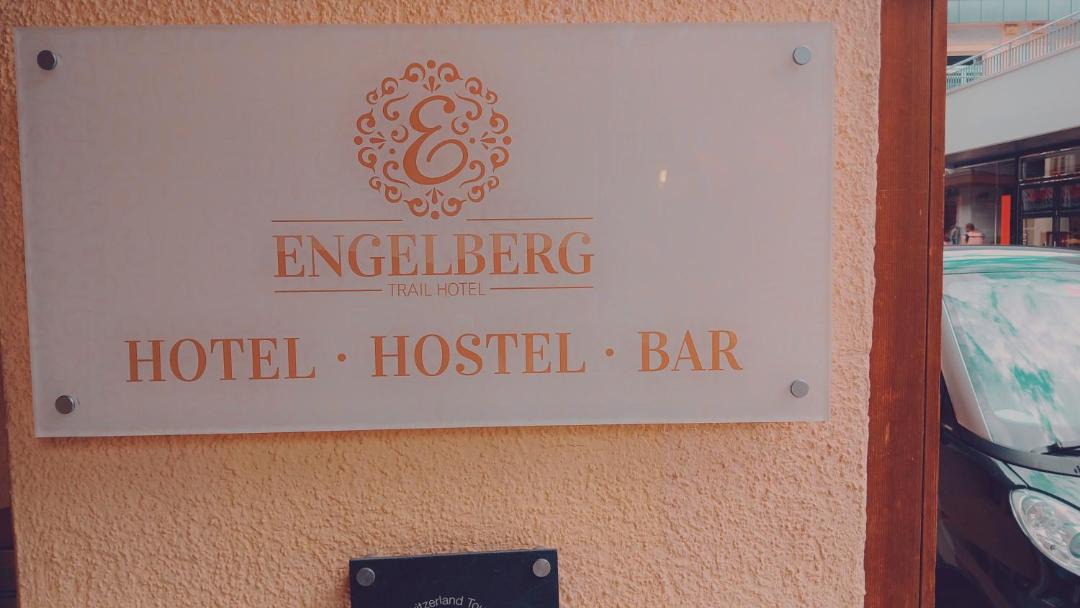 E
ENGELBERG
TRAIL HOTEL
HOTEL · HOSTEL · BAR